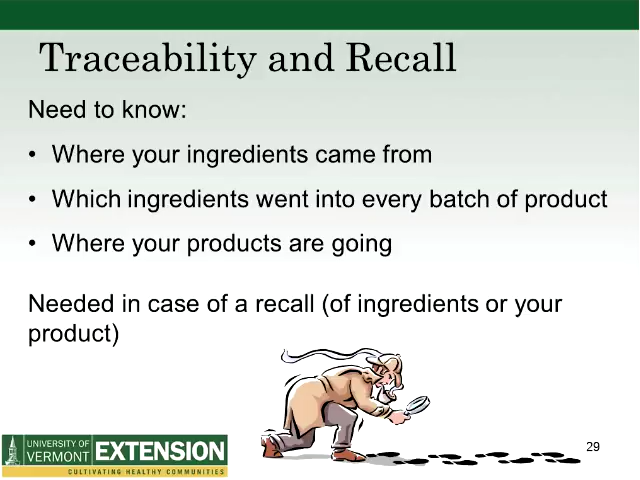 Traceability and Recall
Need to know:
• Where your ingredients came from
• Which ingredients went into every batch of product
• Where your products are going
Needed in case of a recall (of ingredients or your
product)
UNIVERSITY OF
VERMONT
EXTENSION
CULTIVATING HEALTHY COMMUNITIES
29